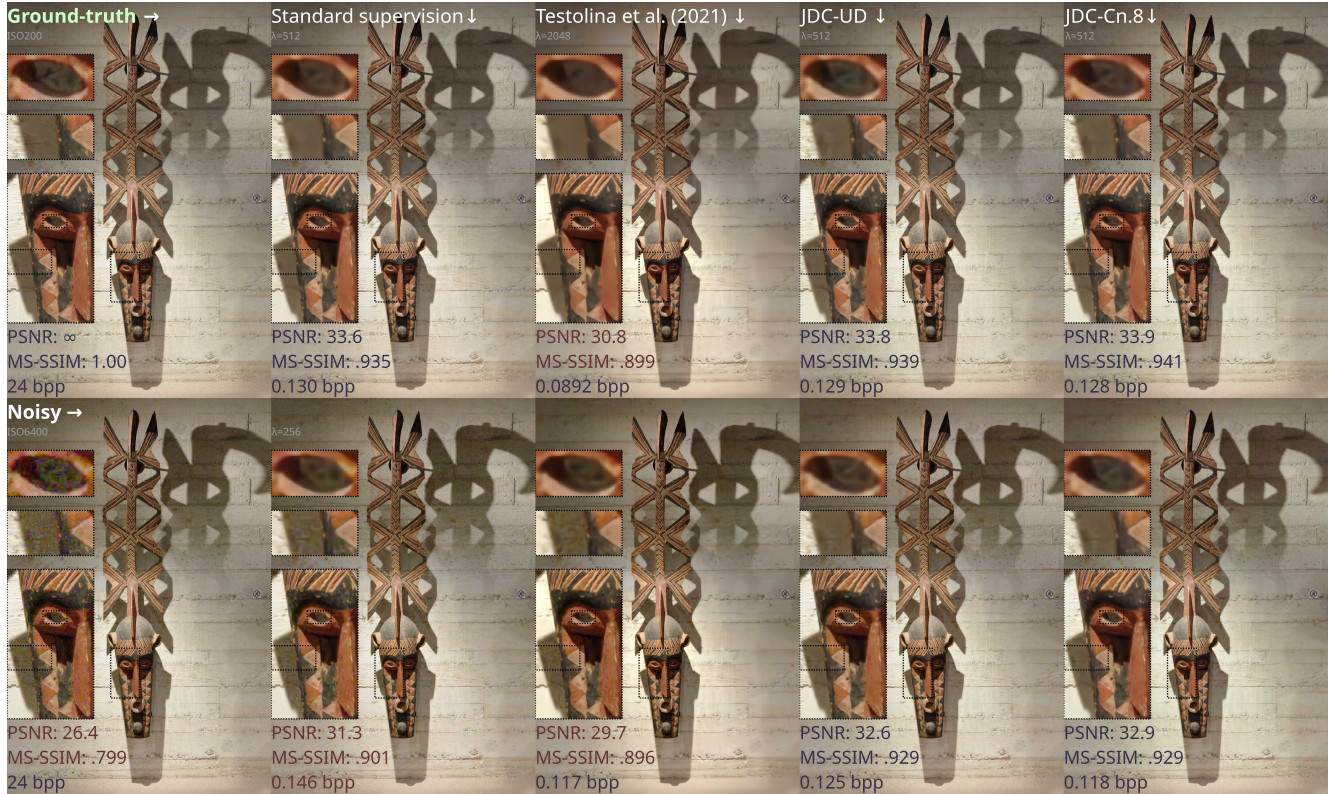 Ground-truth →
ISO200
PSNR: ∞
MS-SSIM: 1.00
24 bpp
Standard supervision↓
λ=512
PSNR: 33.6
MS-SSIM: .935
0.130 bpp
Testolina et al. (2021) ↓
λ=2048
PSNR: 30.8
MS-SSIM: .899
0.0892 bpp
JDC-UD ↓
λ=512
PSNR: 33.8
MS-SSIM: .939
0.129 bpp
JDC-Cn.8↓
λ=512
PSNR: 33.9
MS-SSIM: .941
0.128 bpp
Noisy →
ISO6400
PSNR: 26.4
MS-SSIM: .799
24 bpp
λ=256
PSNR: 31.3
MS-SSIM: .901
0.146 bpp
PSNR: 29.7
MS-SSIM: .896
0.117 bpp
PSNR: 32.6
MS-SSIM: .929
0.125 bpp
PSNR: 32.9
MS-SSIM: .929
0.118 bpp